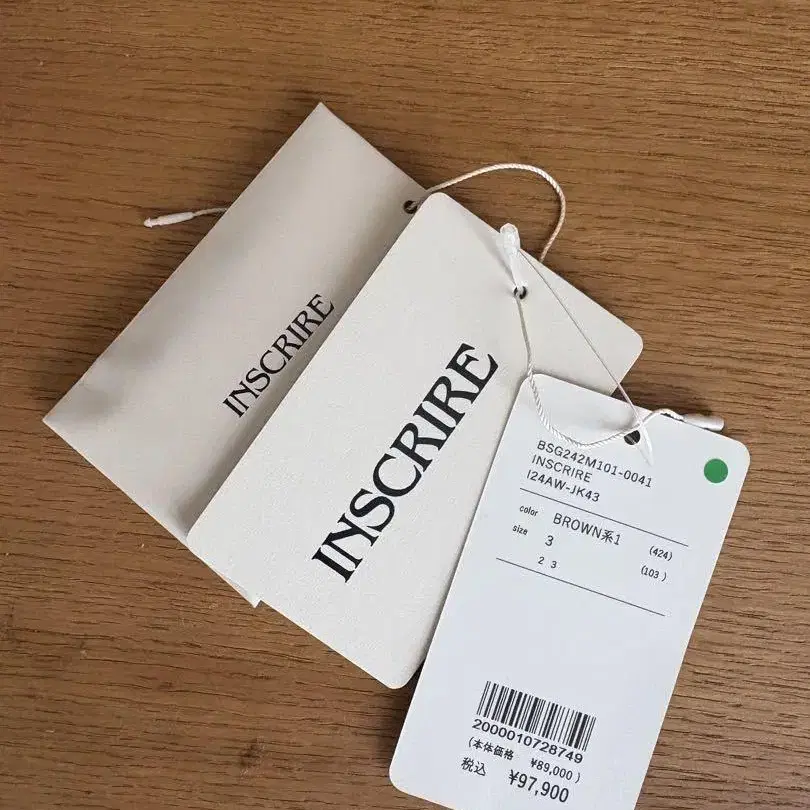 INSCRIRE
INSCRIRE
BSG242M101-0041
INSCRIRE
I24AW-JK43
color BROWN系1 (424)
size 3 (103 )
2 3
2000010728749
(本体価格 ¥89,000)
税込 ¥97,900